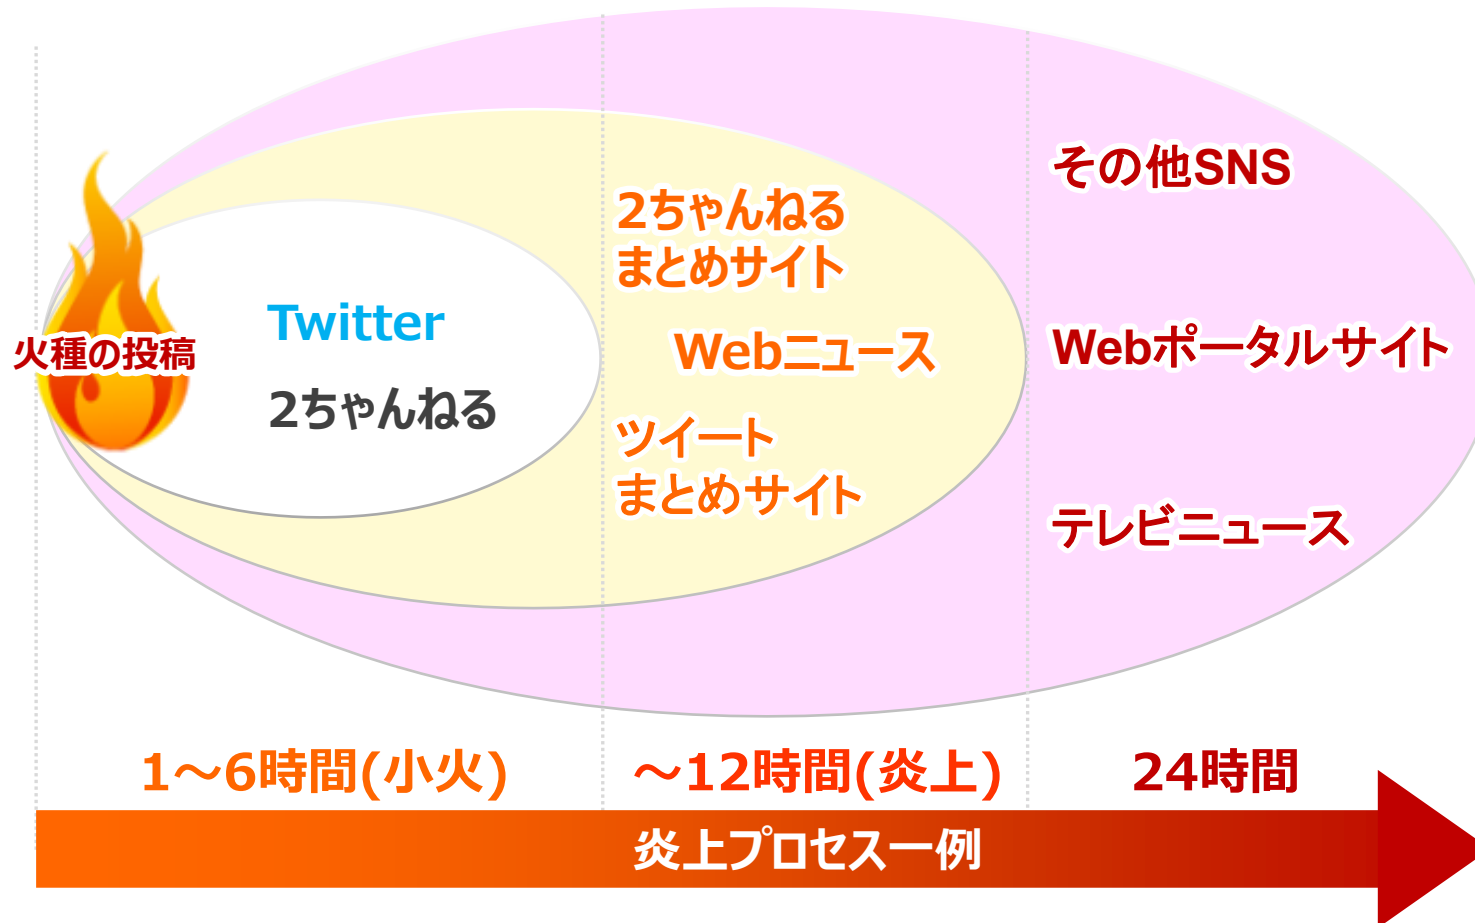 火種の投稿
Twitter
2ちゃんねる
2ちゃんねる
まとめサイト
Webニュース
ツイート
まとめサイト
その他SNS
Webポータルサイト
テレビニュース
1～6時間(小火)
～12時間(炎上)
24時間
炎上プロセス一例